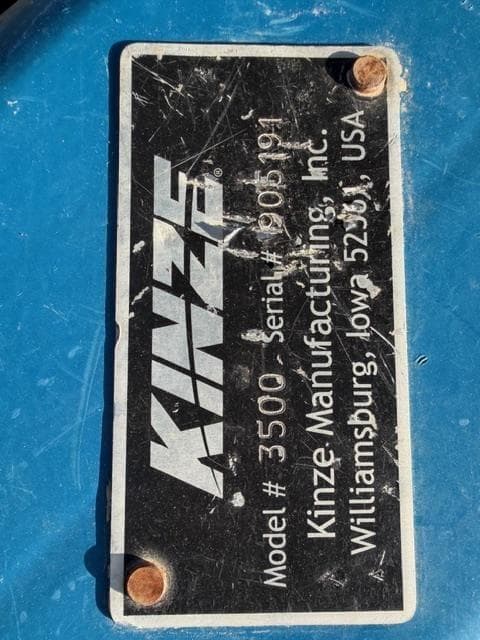 KINZE®
Model # 3500 Serial # 905191
Kinze Manufacturing, Inc.
Williamsburg, Iowa 52361, USA